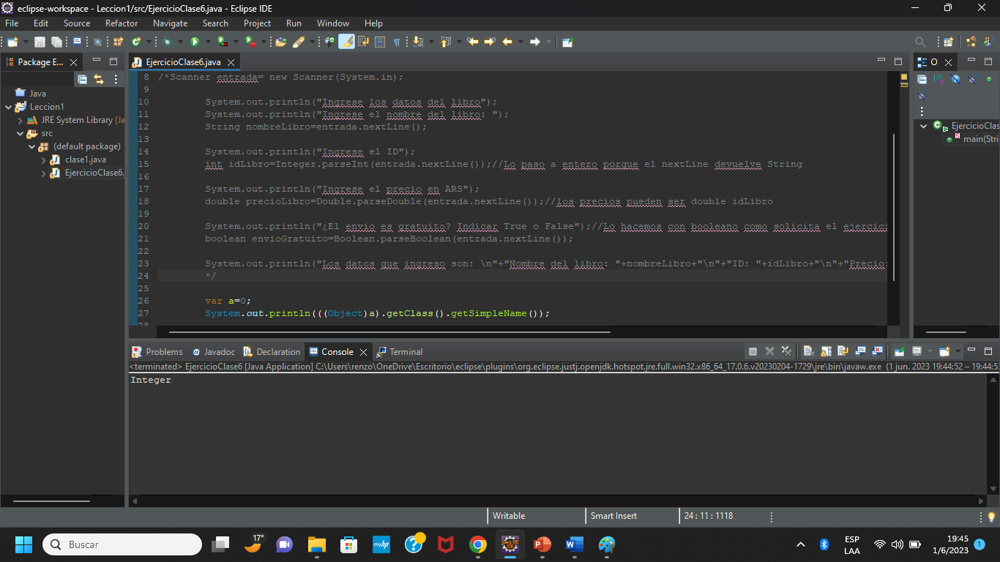 eclipse-workspace - Leccion1/src/EjercicioClase6.java - Eclipse IDE
File Edit Source Refactor Navigate Search Project Run Window Help
Package E...
EjercicioClase6.java
O
Java
Leccion1
JRE System Library [Ja
src
(default package)
clase1.java
EjercicioClase6.
8 /*Scanner entrada= new Scanner(System.in);
9
10 System.out.println("Ingrese los datos del libro");
11 System.out.println("Ingrese el nombre del libro: ");
12 String nombreLibro=entrada.nextLine();
13
14 System.out.println("Ingrese el ID");
15 int idLibro=Integer.parseInt(entrada.nextLine());//Lo paso a entero porque el nextLine devuelve String
16
17 System.out.println("Ingrese el precio en ARS");
18 double precioLibro=Double.parseDouble(entrada.nextLine());//los precios pueden ser double idLibro
19
20 System.out.println("¿El envio es gratuito? Indicar True o False");//Lo hacemos con booleano como solicita el ejercici
21 boolean envioGratuito=Boolean.parseBoolean(entrada.nextLine());
22
23 System.out.println("Los datos que ingreso son: \n"+"Nombre del libro: "+nombreLibro+"\n"+"ID: "+idLibro+"\n"+"Precio:
24 */
25
26 var a=0;
27 System.out.println(((Object)a).getClass().getSimpleName());
28
EjercicioClas
main(Stri
Problems Javadoc Declaration Console Terminal
<terminated> EjercicioClase6 [Java Application] C:\Users\renzo\OneDrive\Escritorio\eclipse\plugins\org.eclipse.justj.openjdk.hotspot.jre.full.win32.x86_64_17.0.6.v20230204-1729\jre\bin\javaw.exe (1 jun. 2023 19:44:52 – 19:44:53
Integer
Writable Smart Insert 24 : 11 : 1118
Buscar
17°
ESP
LAA
19:45
1/6/2023
1